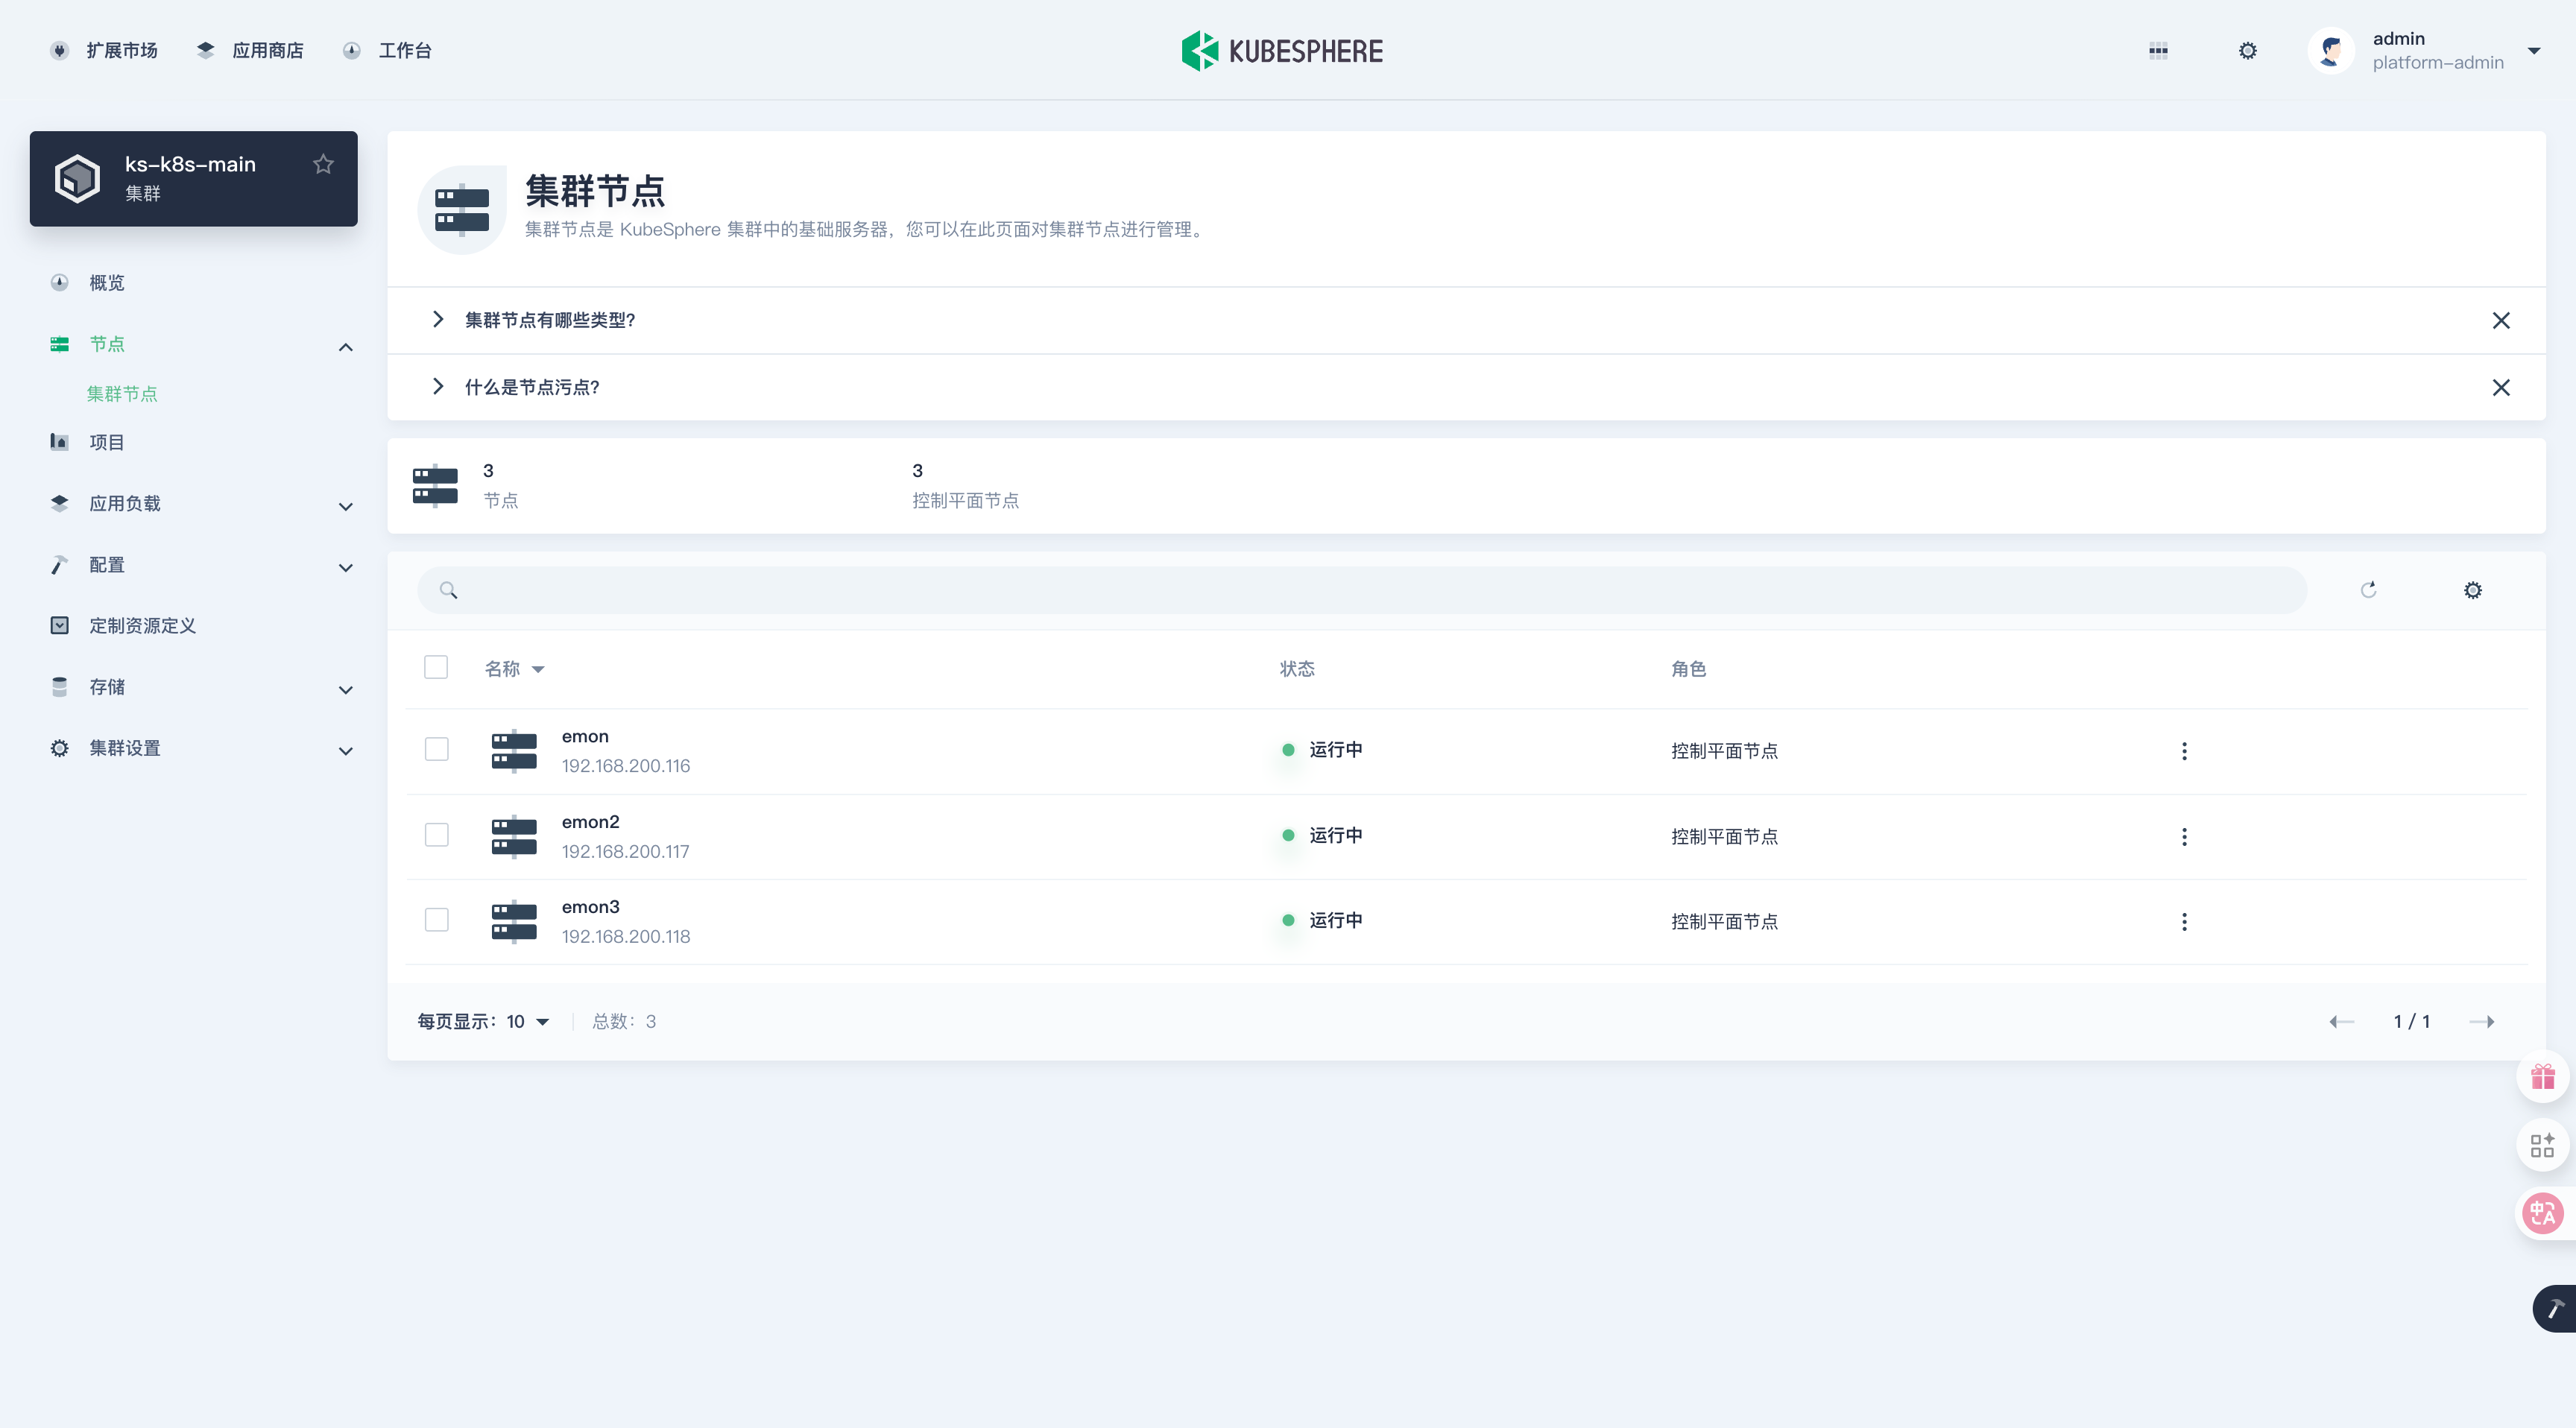 扩展市场
应用商店
工作台
KUBESPHERE
admin
platform-admin
ks-k8s-main
集群
概览
节点
集群节点
项目
应用负载
配置
定制资源定义
存储
集群设置
集群节点
集群节点是 KubeSphere 集群中的基础服务器，您可以在此页面对集群节点进行管理。
集群节点有哪些类型?
什么是节点污点?
3
节点
3
控制平面节点
名称
状态
角色
emon
192.168.200.116
运行中
控制平面节点
emon2
192.168.200.117
运行中
控制平面节点
emon3
192.168.200.118
运行中
控制平面节点
每页显示：10
总数：3
1 / 1
中A